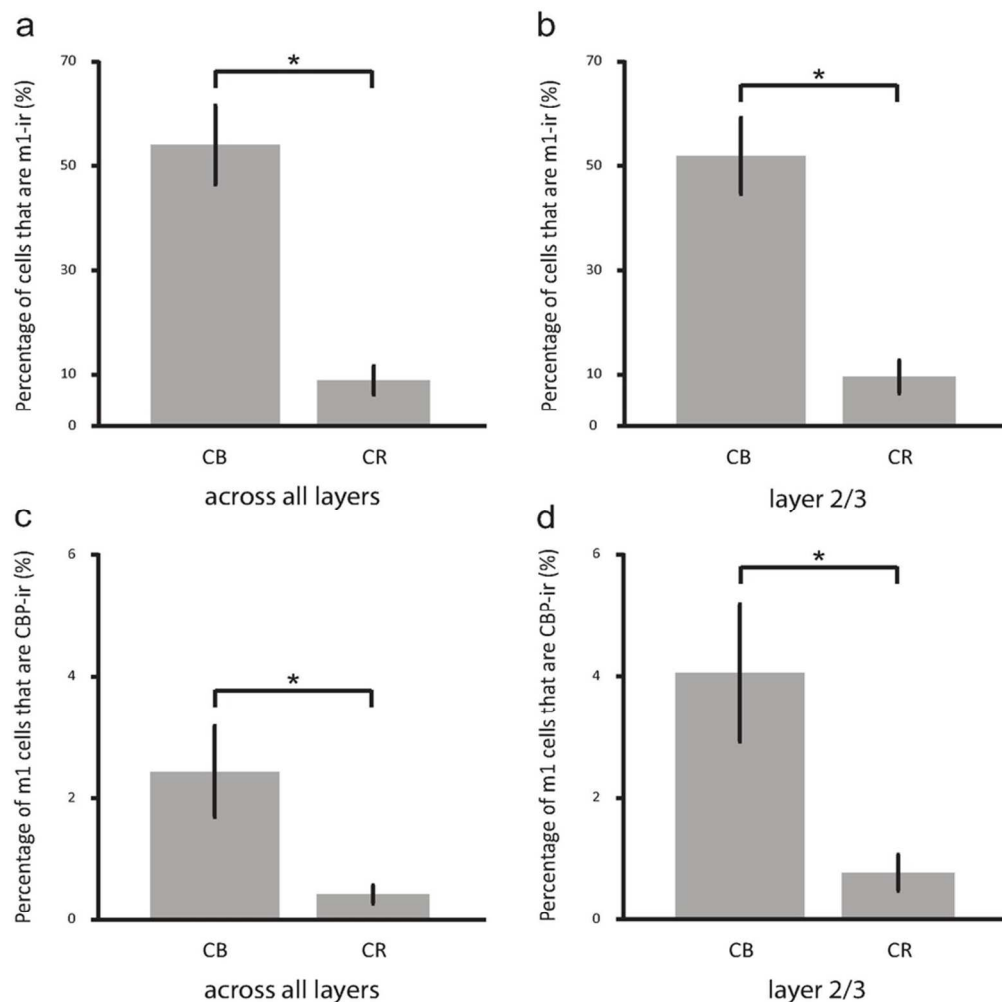 a
Percentage of cells that are m1-ir (%)
70
50
30
10
0
*
CB CR
across all layers
b
Percentage of cells that are m1-ir (%)
70
50
30
10
0
*
CB CR
layer 2/3
c
Percentage of m1 cells that are CBP-ir (%)
6
4
2
0
*
CB CR
across all layers
d
Percentage of m1 cells that are CBP-ir (%)
6
4
2
0
*
CB CR
layer 2/3